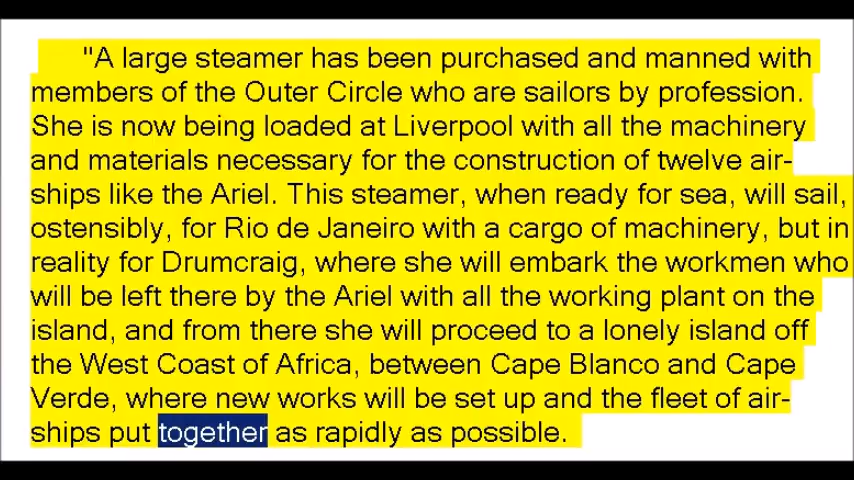 "A large steamer has been purchased and manned with
members of the Outer Circle who are sailors by profession.
She is now being loaded at Liverpool with all the machinery
and materials necessary for the construction of twelve air-
ships like the Ariel. This steamer, when ready for sea, will sail,
ostensibly, for Rio de Janeiro with a cargo of machinery, but in
reality for Drumcraig, where she will embark the workmen who
will be left there by the Ariel with all the working plant on the
island, and from there she will proceed to a lonely island off
the West Coast of Africa, between Cape Blanco and Cape
Verde, where new works will be set up and the fleet of air-
ships put together as rapidly as possible.